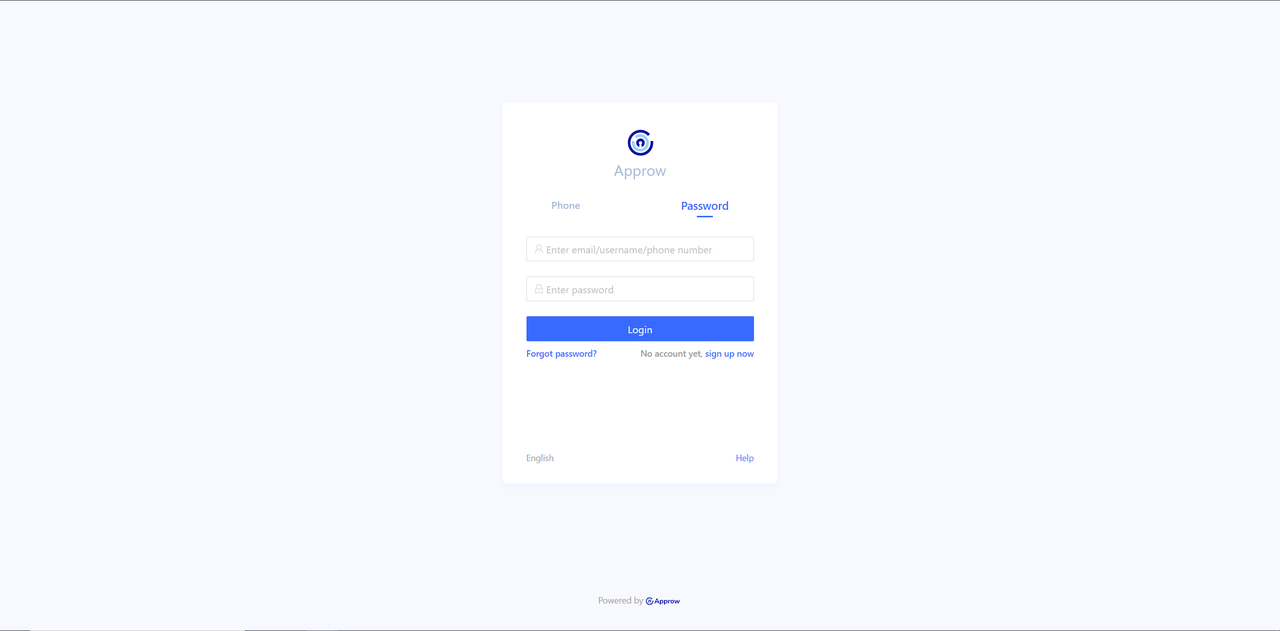 Approw
Phone Password
Enter email/username/phone number
Enter password
Login
Forgot password? No account yet, sign up now
English Help
Powered by Approw